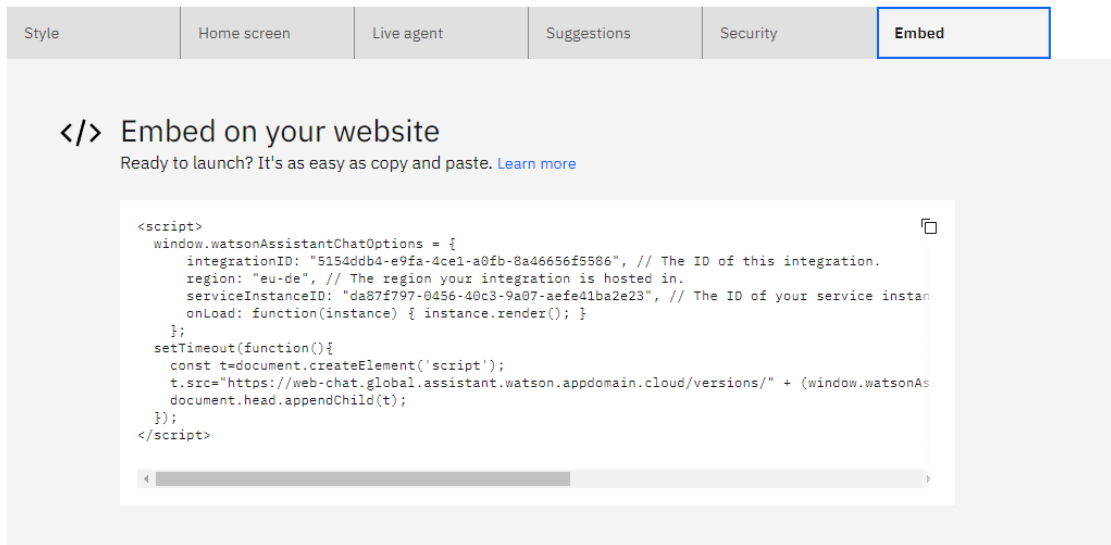 Style Home screen Live agent Suggestions Security Embed
</> Embed on your website
Ready to launch? It's as easy as copy and paste. Learn more
<script>
window.watsonAssistantChatOptions = {
integrationID: "5154ddb4-e9fa-4ce1-a0fb-8a46656f5586", // The ID of this integration.
region: "eu-de", // The region your integration is hosted in.
serviceInstanceID: "da87f797-0456-40c3-9a07-aefe41ba2e23", // The ID of your service instan
onLoad: function(instance) { instance.render(); }
};
setTimeout(function(){
const t=document.createElement('script');
t.src="https://web-chat.global.assistant.watson.appdomain.cloud/versions/" + (window.watsonAs
document.head.appendChild(t);
});
</script>